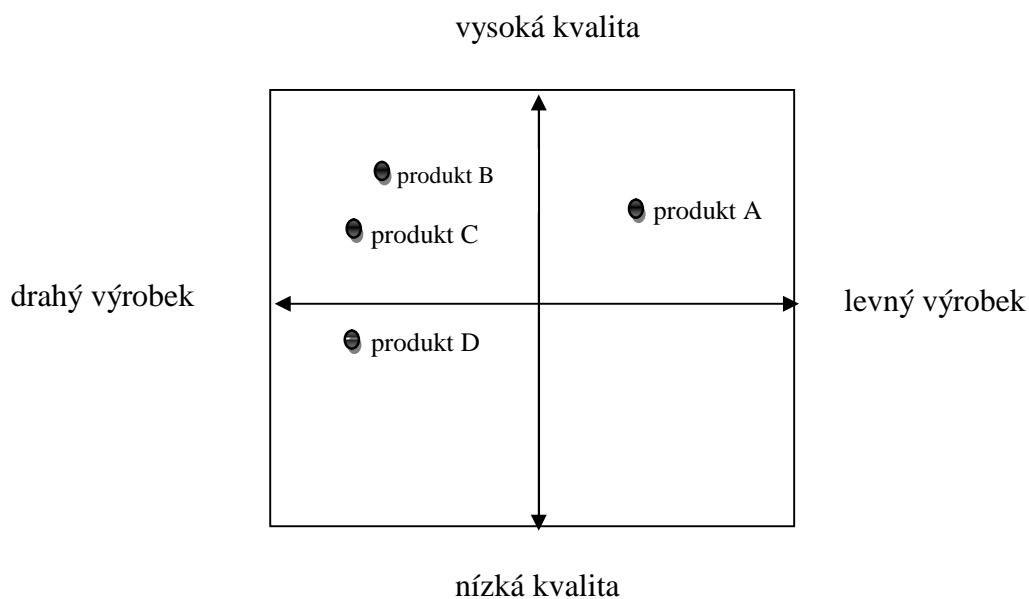 vysoká kvalita
produkt B
produkt A
produkt C
drahý výrobek
levný výrobek
produkt D
nízká kvalita